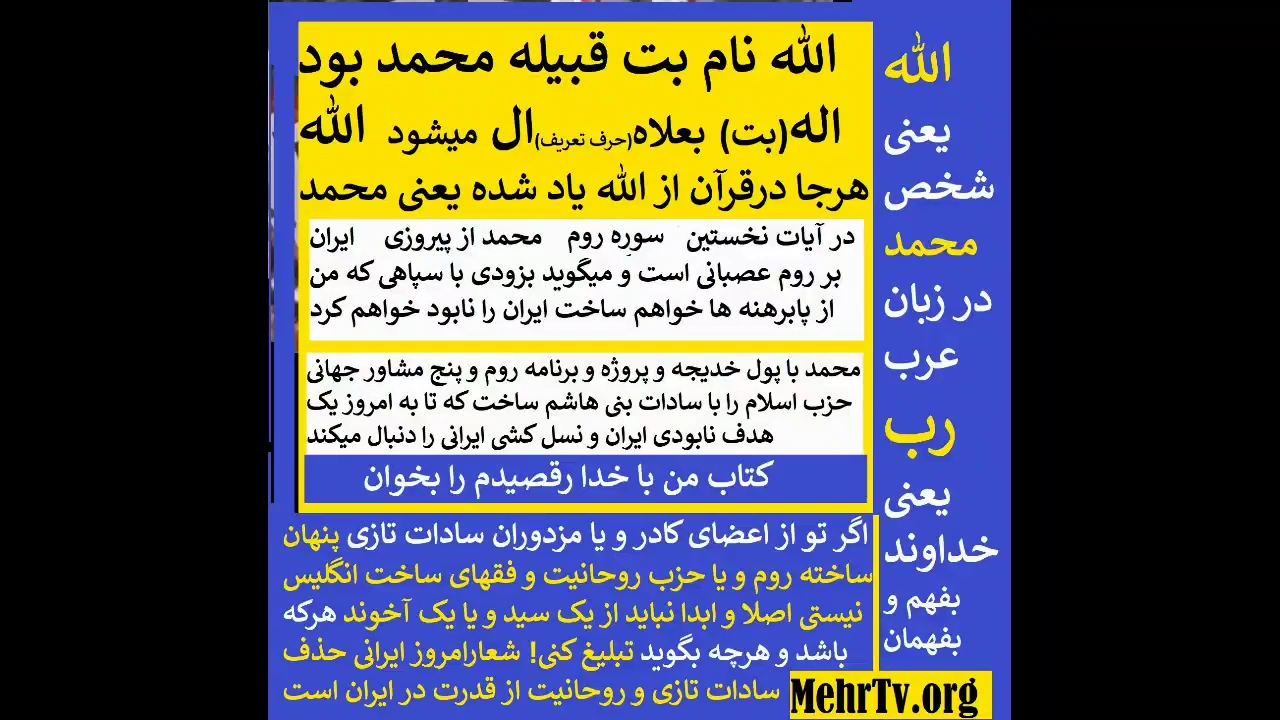 الله نام بت قبیله محمد بود
اله(بت) بعلاه(حرف تعریف)ال میشود الله
هرجا درقرآن از الله یاد شده یعنی محمد
در آیات نخستین سوره روم محمد از پیروزی ایران
بر روم عصبانی است و میگوید بزودی با سپاهی که من
از پابرهنه ها خواهم ساخت ایران را نابود خواهم کرد
محمد با پول خدیجه و پروژه و برنامه روم و پنج مشاور جهانی
حزب اسلام را با سادات بنی هاشم ساخت که تا به امروز یک
هدف نابودی ایران و نسل کشی ایرانی را دنبال میکند
کتاب من با خدا رقصیدم را بخوان
الله
یعنی
شخص
محمد
در زبان
عرب
رب
یعنی
خداوند
بفهم و
بفهمان
اگر تو از اعضای کادر و یا مزدوران سادات تازی پنهان
ساخته روم و یا حزب روحانیت و فقهای ساخت انگلیس
نیستی اصلا و ابدا نباید از یک سید و یا یک آخوند هرکه
باشد و هرچه بگوید تبلیغ کنی! شعارامروز ایرانی حذف
سادات تازی و روحانیت از قدرت در ایران است
MehrTv.org